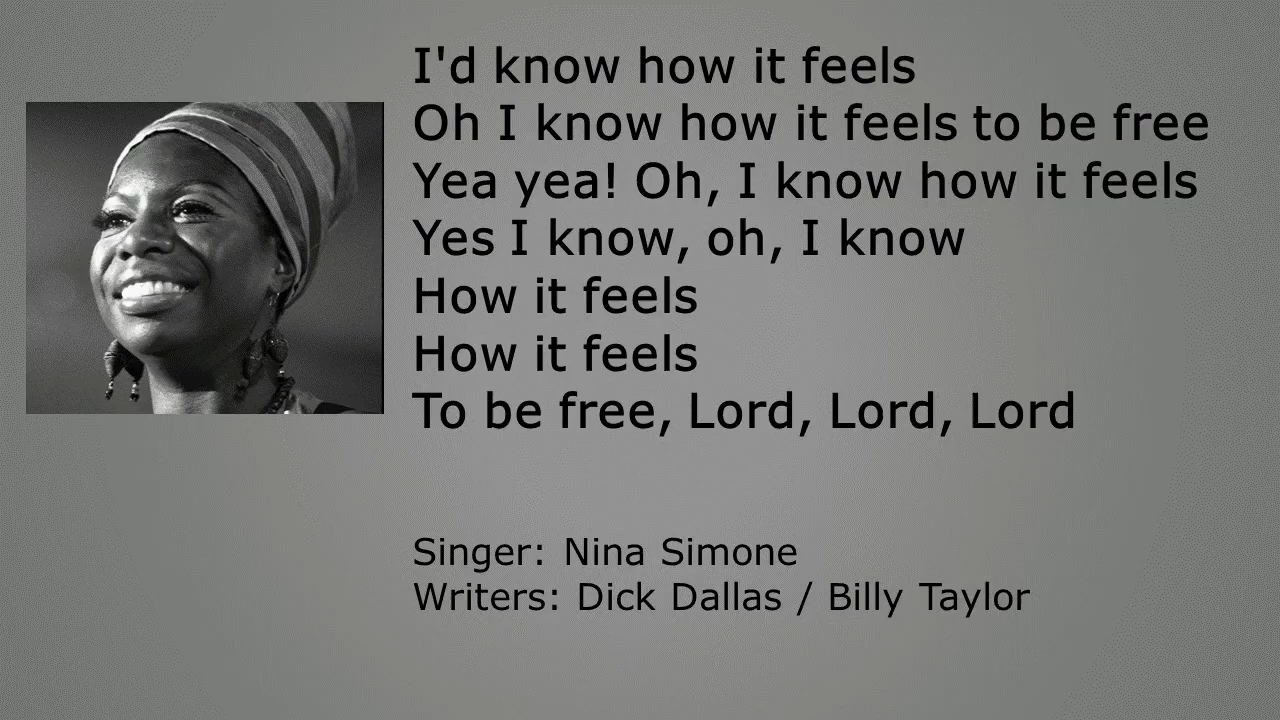 I'd know how it feels
Oh I know how it feels to be free
Yea yea! Oh, I know how it feels
Yes I know, oh, I know
How it feels
How it feels
To be free, Lord, Lord, Lord
Singer: Nina Simone
Writers: Dick Dallas / Billy Taylor